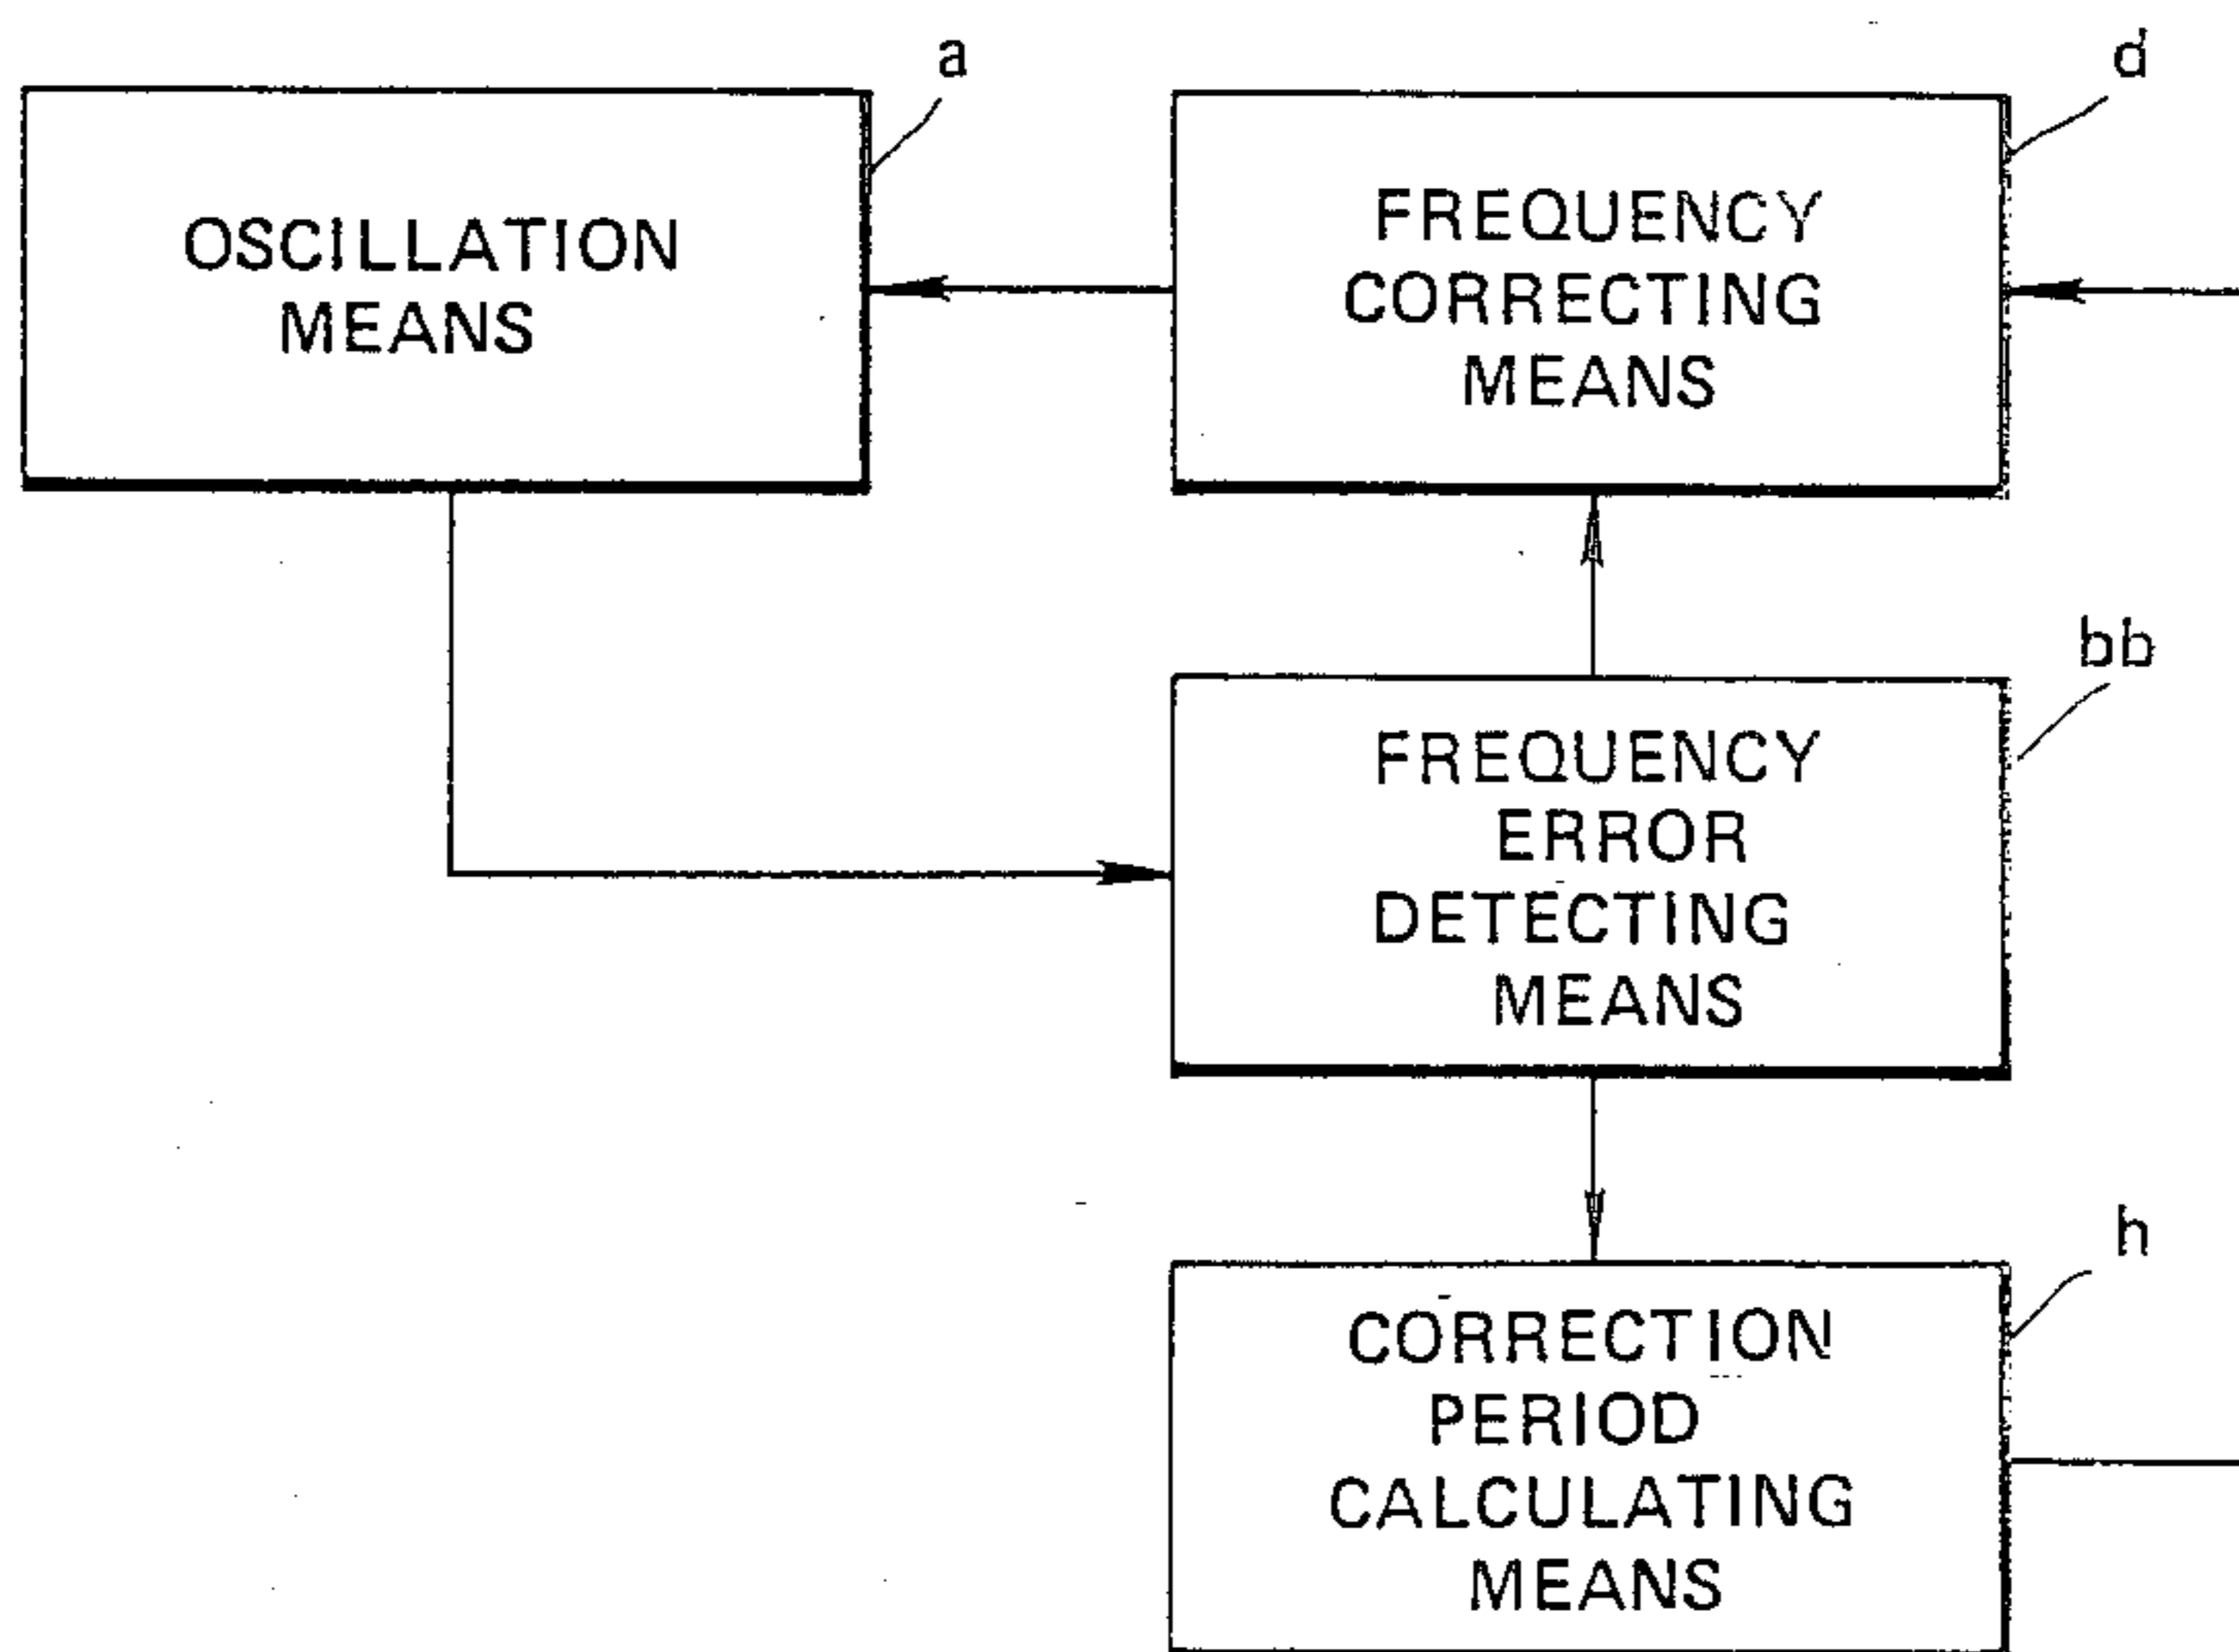 a
d
OSCILLATION
MEANS
FREQUENCY
CORRECTING
MEANS
bb
FREQUENCY
ERROR
DETECTING
MEANS
h
CORRECTION
PERIOD
CALCULATING
MEANS